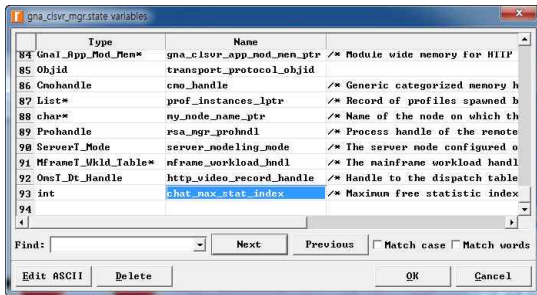 gna_clsvr_mgr.state variables
Type Name
84 GnaT_App_Mod_Mem* gna_clsvr_app_mod_mem_ptr /* Module wide memory for HTTP
85 Objid transport_protocol_objid
86 Cmohandle cmo_handle /* Generic categorized memory h
87 List* prof_instances_lptr /* Record of profiles spawned b
88 char* my_node_name_ptr /* Name of the node on which th
89 Prohandle rsa_mgr_prohndl /* Process handle of the remote
90 ServerT_Mode server_modeling_mode /* The server mode configured o
91 MframeT_Wkld_Table* mframe_workload_hndl /* The mainframe workload handl
92 OmsT_Dt_Handle http_video_record_handle /* Handle to the dispatch table
93 int chat_max_stat_index /* Maximum free statistic index
94
Find: Next Previous Match case Match words
Edit ASCII Delete OK Cancel